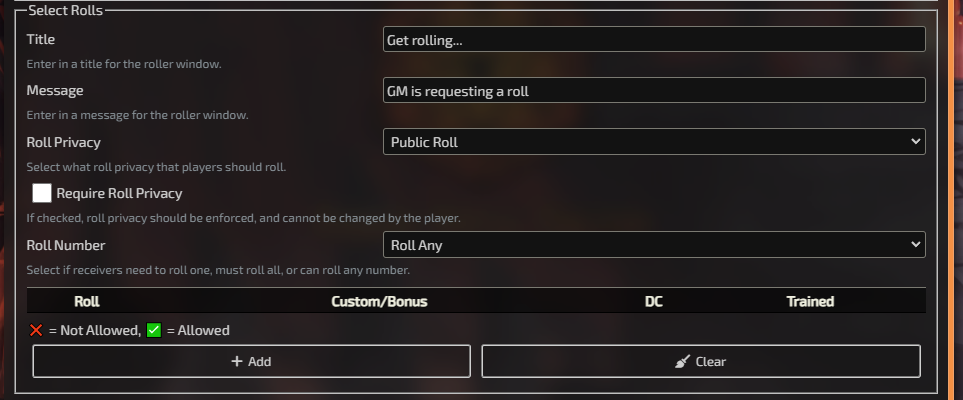 Select Rolls
Title
Get rolling...
Enter in a title for the roller window.
Message
GM is requesting a roll
Enter in a message for the roller window.
Roll Privacy
Public Roll
Select what roll privacy that players should roll.
Require Roll Privacy
If checked, roll privacy should be enforced, and cannot be changed by the player.
Roll Number
Roll Any
Select if receivers need to roll one, must roll all, or can roll any number.
Roll Custom/Bonus DC Trained
❌ = Not Allowed, ✅ = Allowed
+ Add
Clear